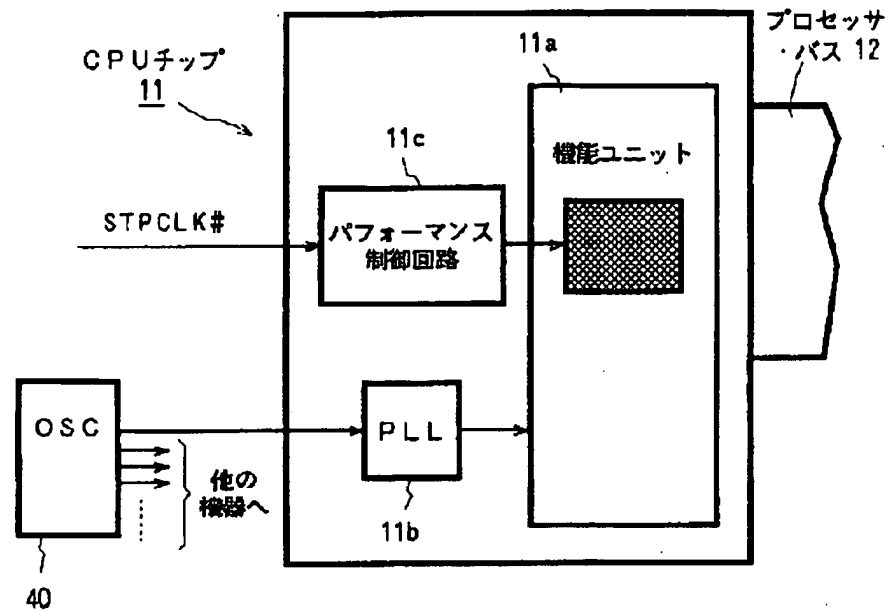 プロセッサ
・バス 12
CPUチップ
11
11a
機能ユニット
11c
STPCLK#
パフォーマンス
制御回路
OSC
PLL
他の
機器へ
11b
40